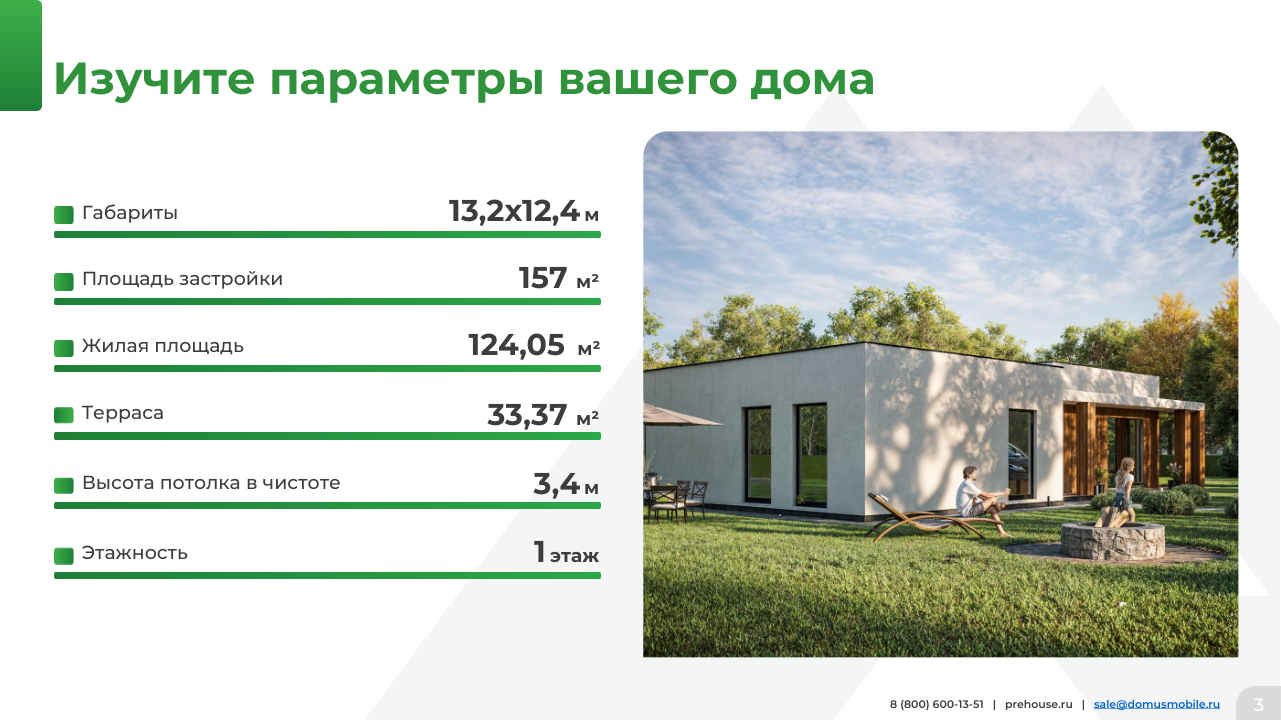 Изучите параметры вашего дома
Габариты 13,2х12,4 м
Площадь застройки 157 м²
Жилая площадь 124,05 м²
Терраса 33,37 м²
Высота потолка в чистоте 3,4 м
Этажность 1 этаж
8 (800) 600-13-51 | prehouse.ru | sale@domusmobile.ru 3